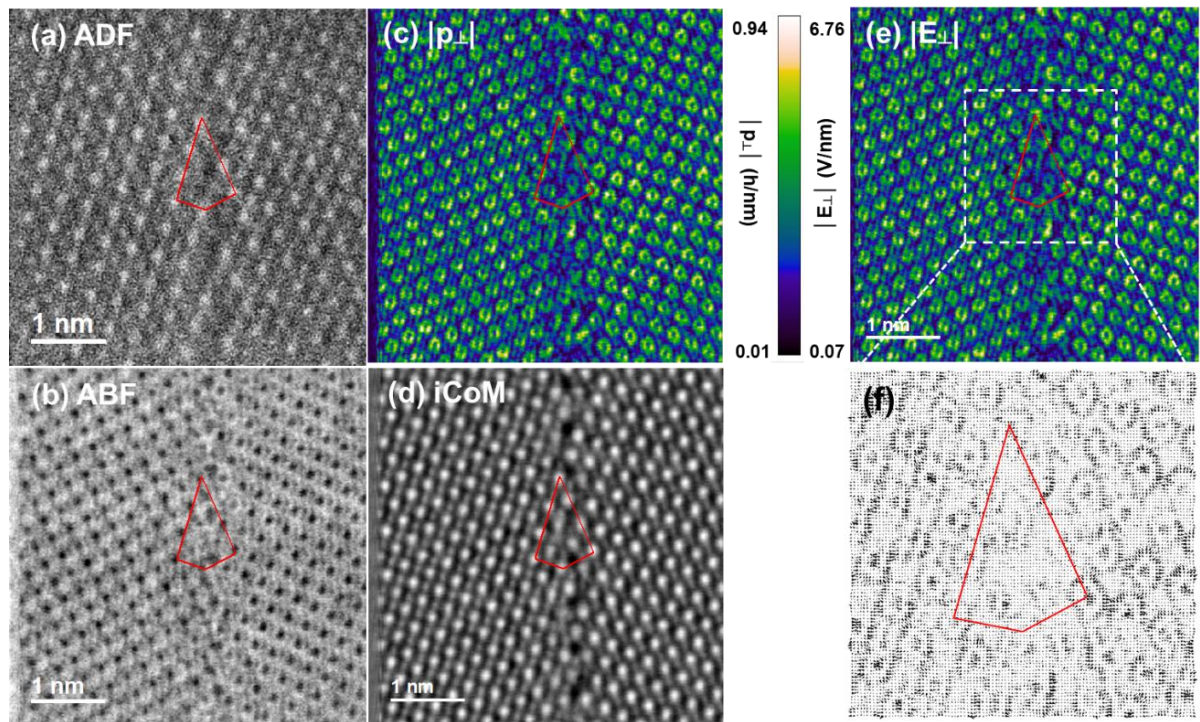 (a) ADF
1 nm
(b) ABF
1 nm
(c) |p⊥|
(d) iCoM
1 nm
0.94
6.76
|p⊥| (h/nm)
|E⊥| (V/nm)
0.01
0.07
(e) |E⊥|
1 nm
(f)